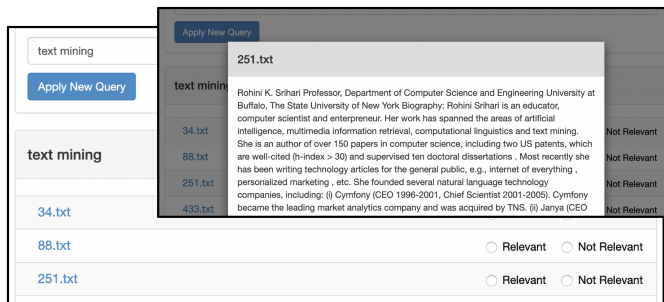 text mining
Apply New Query
text mining
34.txt
88.txt
Relevant Not Relevant
251.txt
Relevant Not Relevant
Apply New Query
text mining
34.txt
Not Relevant
88.txt
Not Relevant
251.txt
Not Relevant
433.txt
Not Relevant
251.txt
Rohini K. Srihari Professor, Department of Computer Science and Engineering University at
Buffalo, The State University of New York Biography: Rohini Srihari is an educator,
computer scientist and enterpreneur. Her work has spanned the areas of artificial
intelligence, multimedia information retrieval, computational linguistics and text mining.
She is an author of over 150 papers in computer science, including two US patents, which
are well-cited (h-index > 30) and supervised ten doctoral dissertations . Most recently she
has been writing technology articles for the general public, e.g., internet of everything ,
personalized marketing , etc. She founded several natural language technology
companies, including: (i) Cymfony (CEO 1996-2001, Chief Scientist 2001-2005). Cymfony
became the leading market analytics company and was acquired by TNS. (ii) Janya (CEO